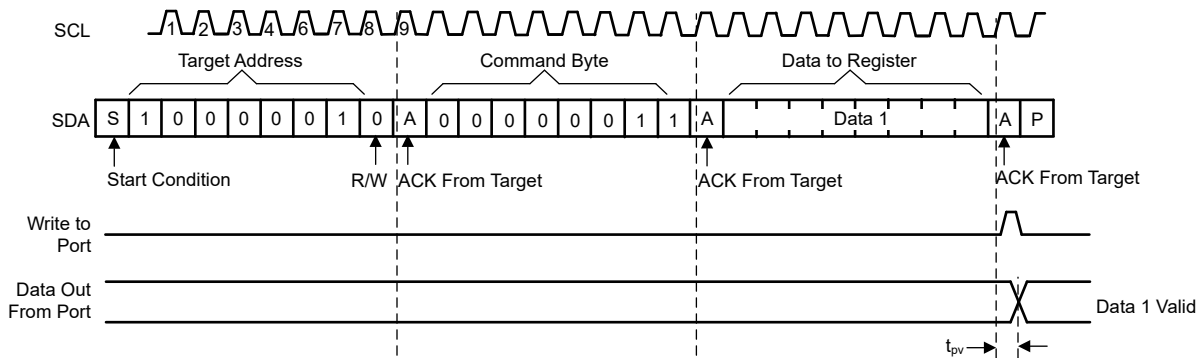 SCL 1 2 3 4 6 7 8 9
Target Address Command Byte Data to Register
SDA S 1 0 0 0 0 0 1 0 A 0 0 0 0 0 0 1 1 A Data 1 A P
Start Condition R/W ACK From Target ACK From Target ACK From Target
Write to
Port
Data Out
From Port
Data 1 Valid
tpv